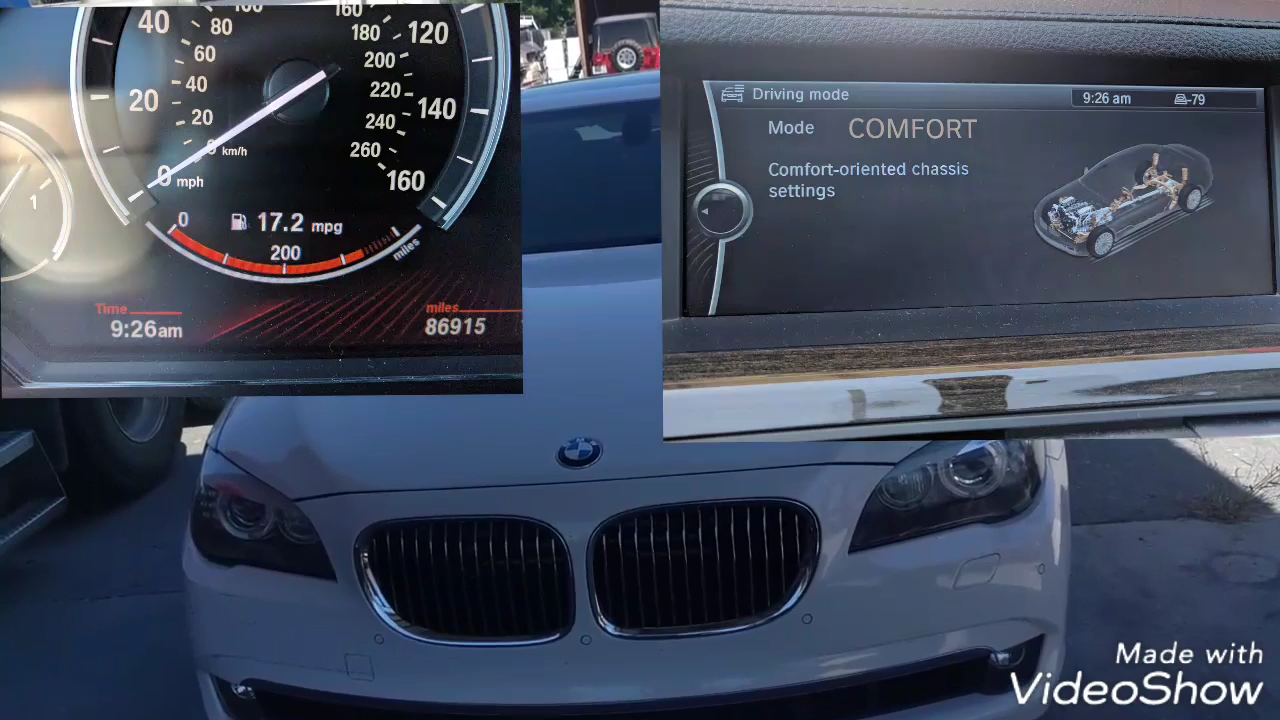 100
160
40
80
180
120
60
200
40
220
20
140
20
240
0 km/h
260
0 mph
160
1
0
17.2 mpg
200
miles
Time
miles
9:26am
86915
Driving mode
9:26 am
-79
Mode COMFORT
Comfort-oriented chassis
settings
Made with
VideoShow